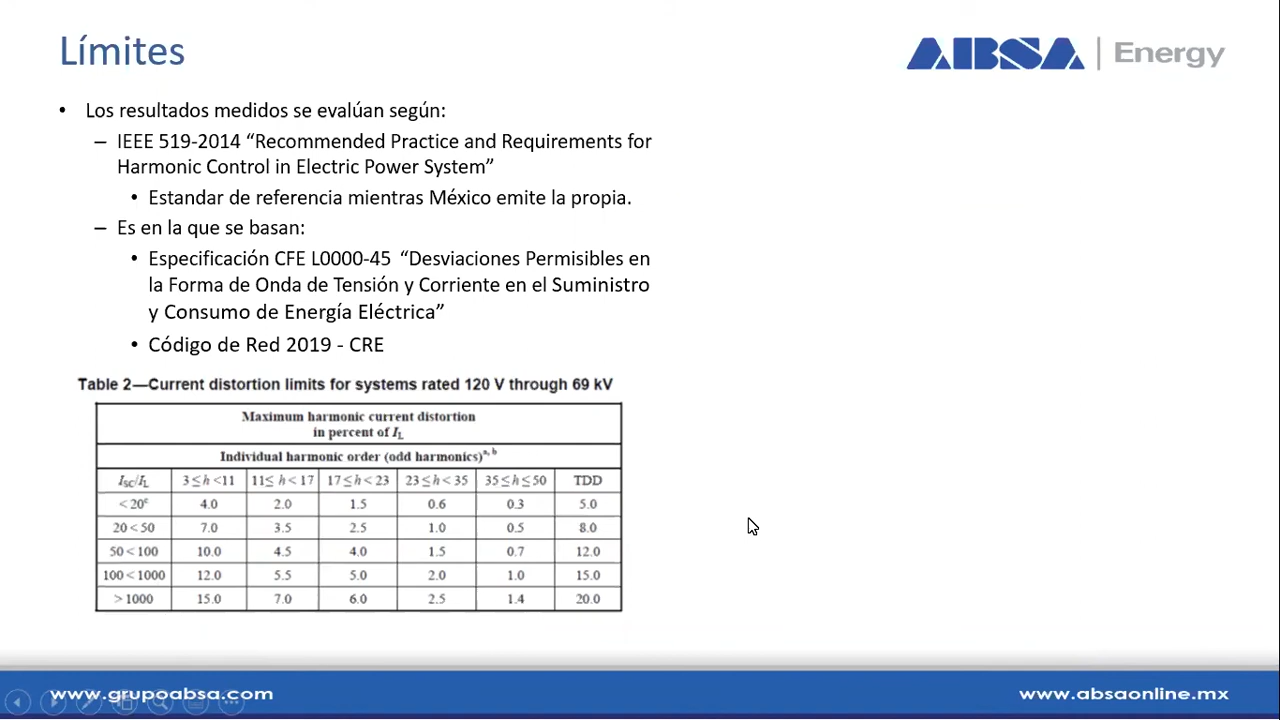 Límites
ABSA | Energy
• Los resultados medidos se evalúan según:
– IEEE 519-2014 “Recommended Practice and Requirements for
Harmonic Control in Electric Power System”
• Estandar de referencia mientras México emite la propia.
– Es en la que se basan:
• Especificación CFE L0000-45 “Desviaciones Permisibles en
la Forma de Onda de Tensión y Corriente en el Suministro
y Consumo de Energía Eléctrica”
• Código de Red 2019 - CRE
Table 2—Current distortion limits for systems rated 120 V through 69 kV
Maximum harmonic current distortion
in percent of IL
Individual harmonic order (odd harmonics)a, b
ISC/IL 3≤h<11 11≤h<17 17≤h<23 23≤h<35 35≤h≤50 TDD
<20c 4.0 2.0 1.5 0.6 0.3 5.0
20<50 7.0 3.5 2.5 1.0 0.5 8.0
50<100 10.0 4.5 4.0 1.5 0.7 12.0
100<1000 12.0 5.5 5.0 2.0 1.0 15.0
>1000 15.0 7.0 6.0 2.5 1.4 20.0
www.grupoabsa.com
www.absaonline.mx